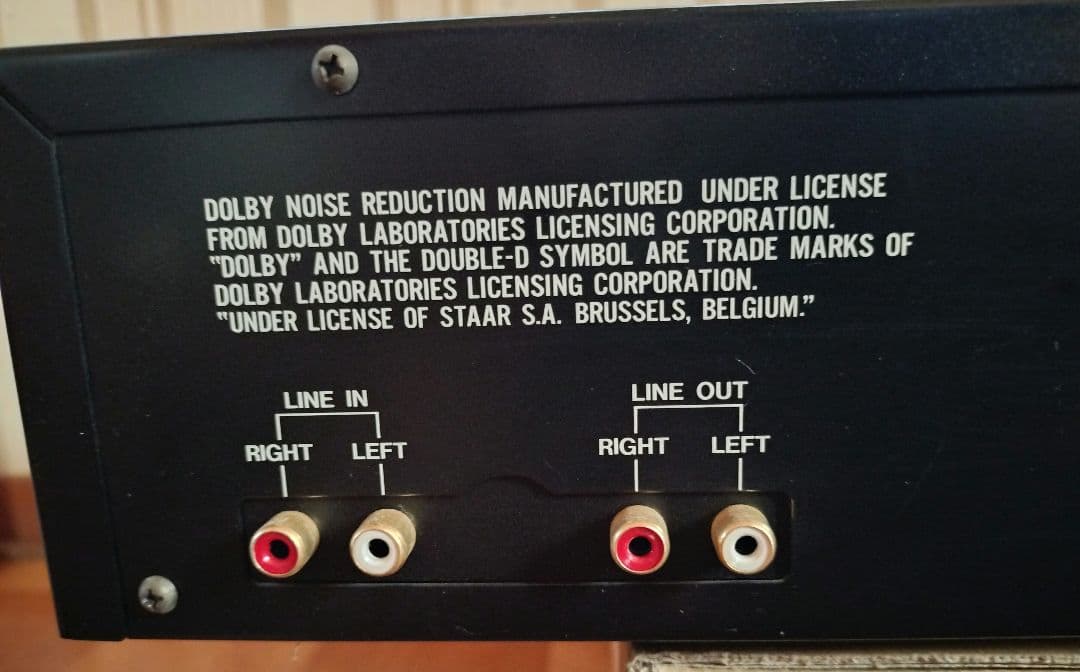 DOLBY NOISE REDUCTION MANUFACTURED UNDER LICENSE
FROM DOLBY LABORATORIES LICENSING CORPORATION.
"DOLBY" AND THE DOUBLE-D SYMBOL ARE TRADE MARKS OF
DOLBY LABORATORIES LICENSING CORPORATION.
"UNDER LICENSE OF STAAR S.A. BRUSSELS, BELGIUM."
LINE IN
RIGHT LEFT
LINE OUT
RIGHT LEFT